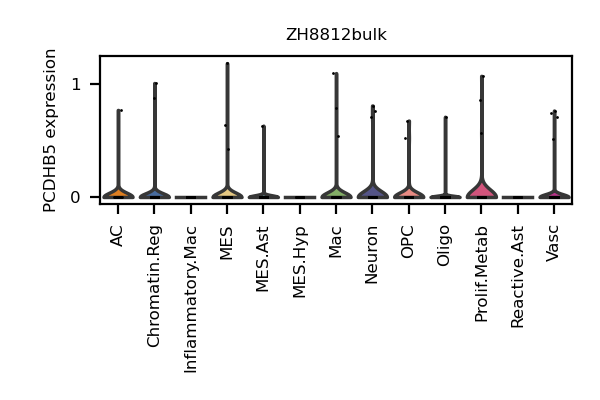 ZH8812bulk
PCDHB5 expression
1
0
AC
Chromatin.Reg
Inflammatory.Mac
MES
MES.Ast
MES.Hyp
Mac
Neuron
OPC
Oligo
Prolif.Metab
Reactive.Ast
Vasc